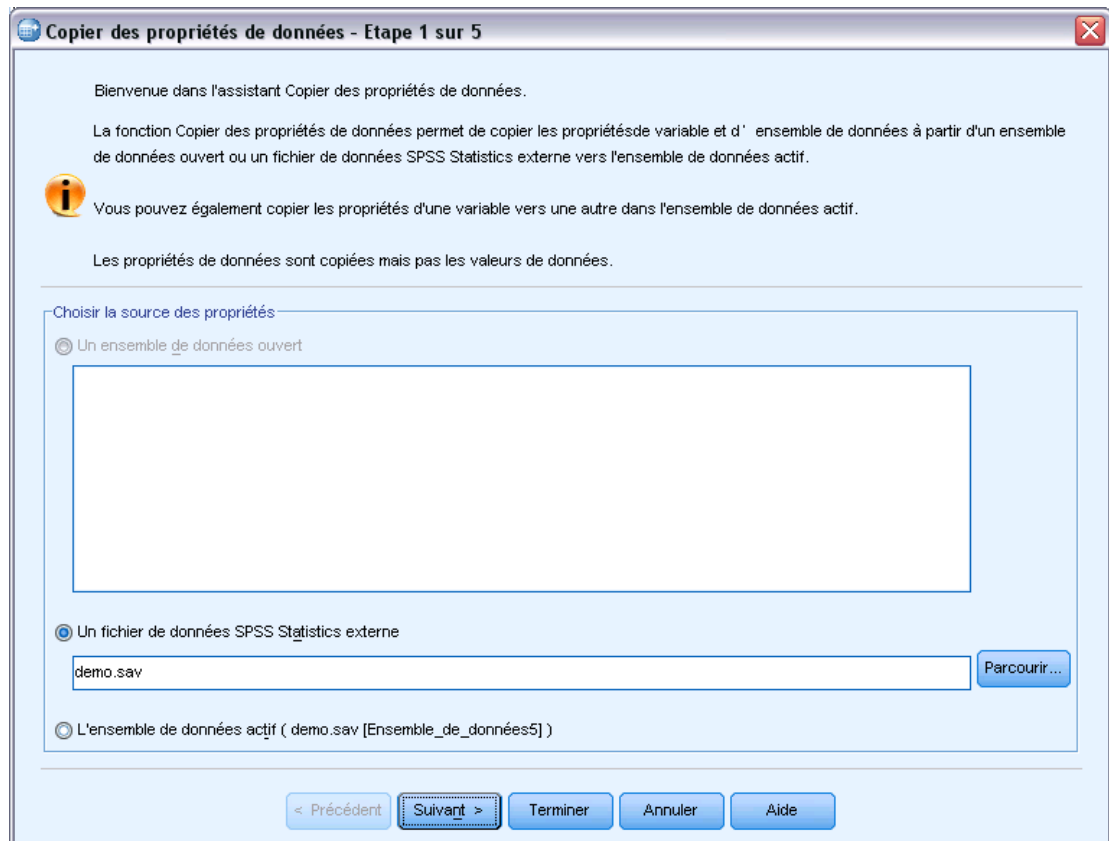 Copier des propriétés de données - Etape 1 sur 5
Bienvenue dans l'assistant Copier des propriétés de données.
La fonction Copier des propriétés de données permet de copier les propriétésde variable et d' ensemble de données à partir d'un ensemble
de données ouvert ou un fichier de données SPSS Statistics externe vers l'ensemble de données actif.
Vous pouvez également copier les propriétés d'une variable vers une autre dans l'ensemble de données actif.
Les propriétés de données sont copiées mais pas les valeurs de données.
Choisir la source des propriétés
Un ensemble de données ouvert
Un fichier de données SPSS Statistics externe
demo.sav
Parcourir...
L'ensemble de données actif ( demo.sav [Ensemble_de_données5] )
< Précédent
Suivant >
Terminer
Annuler
Aide